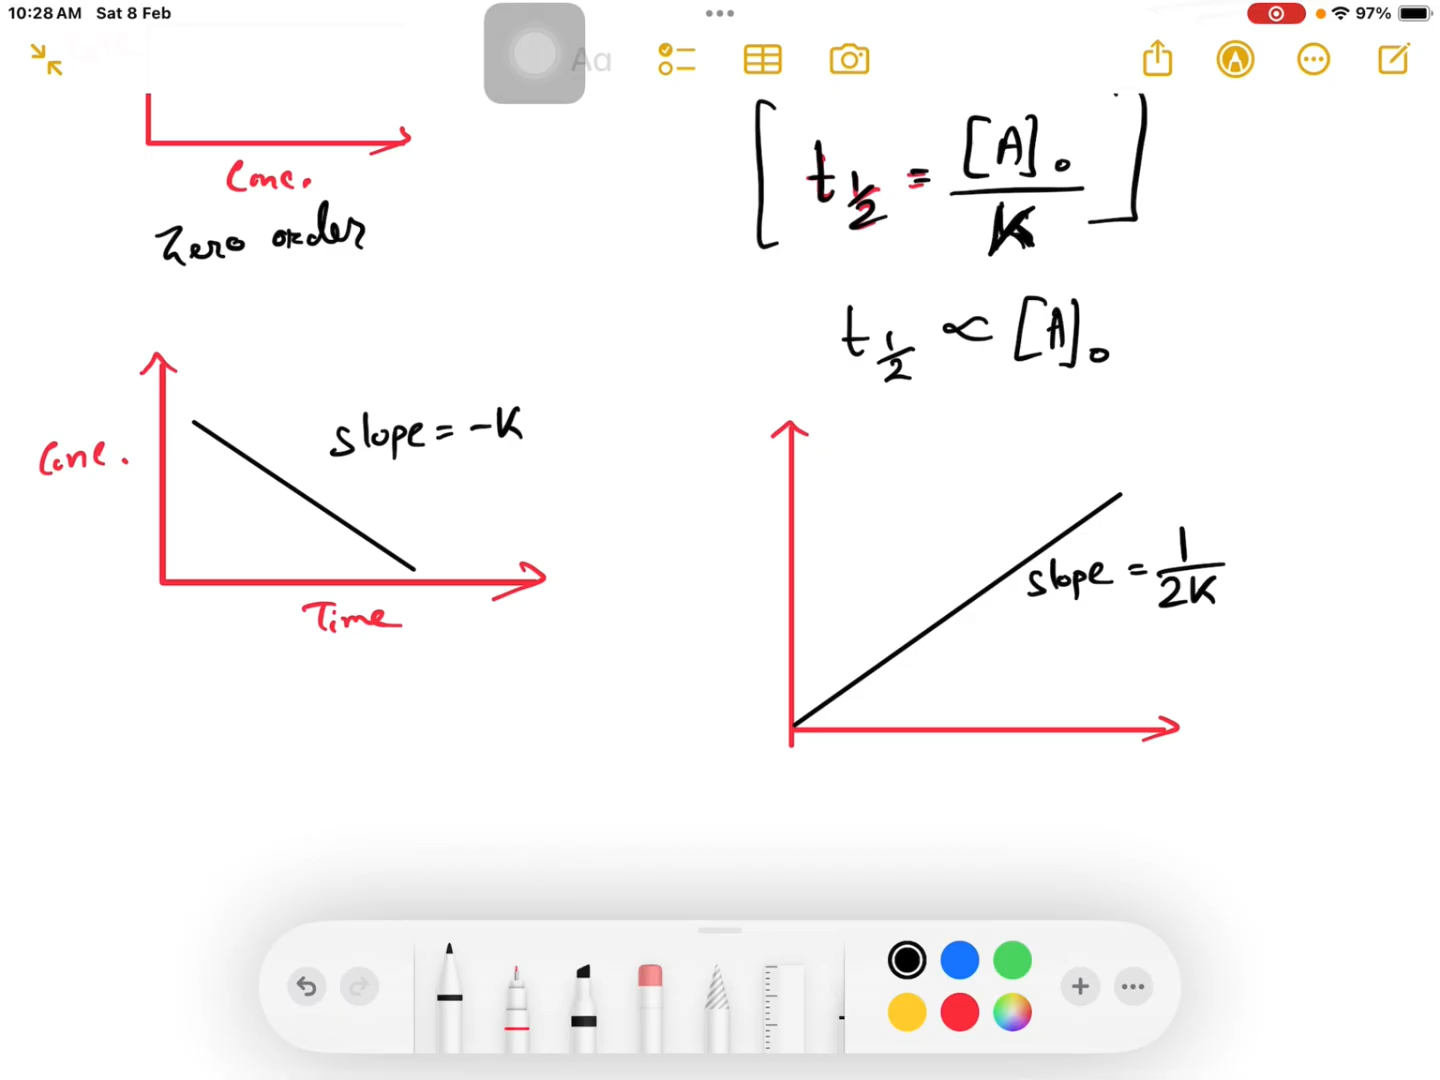 10:28 AM Sat 8 Feb
97%
Aa
Conc.
Zero order
[t½ = [A]₀/K]
t½ ∝ [A]₀
Conc.
slope = -K
Time
slope = 1/2K